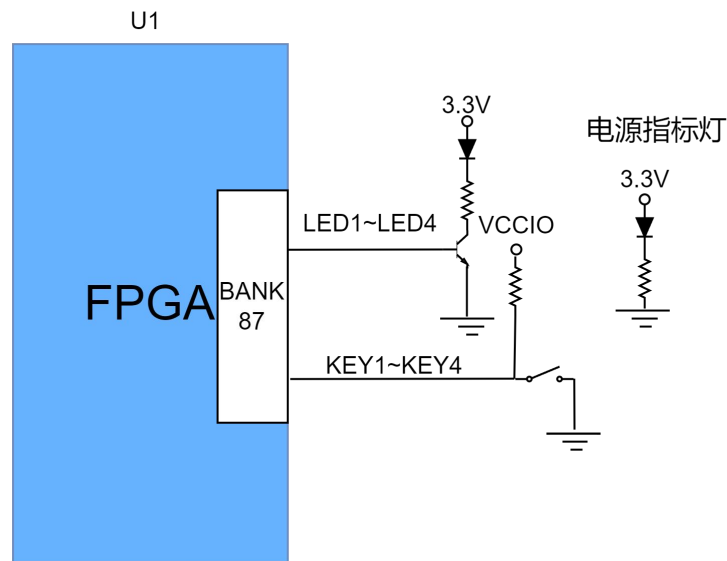 U1
3.3V
电源指标灯
3.3V
LED1~LED4
VCCIO
FPGA
BANK
87
KEY1~KEY4